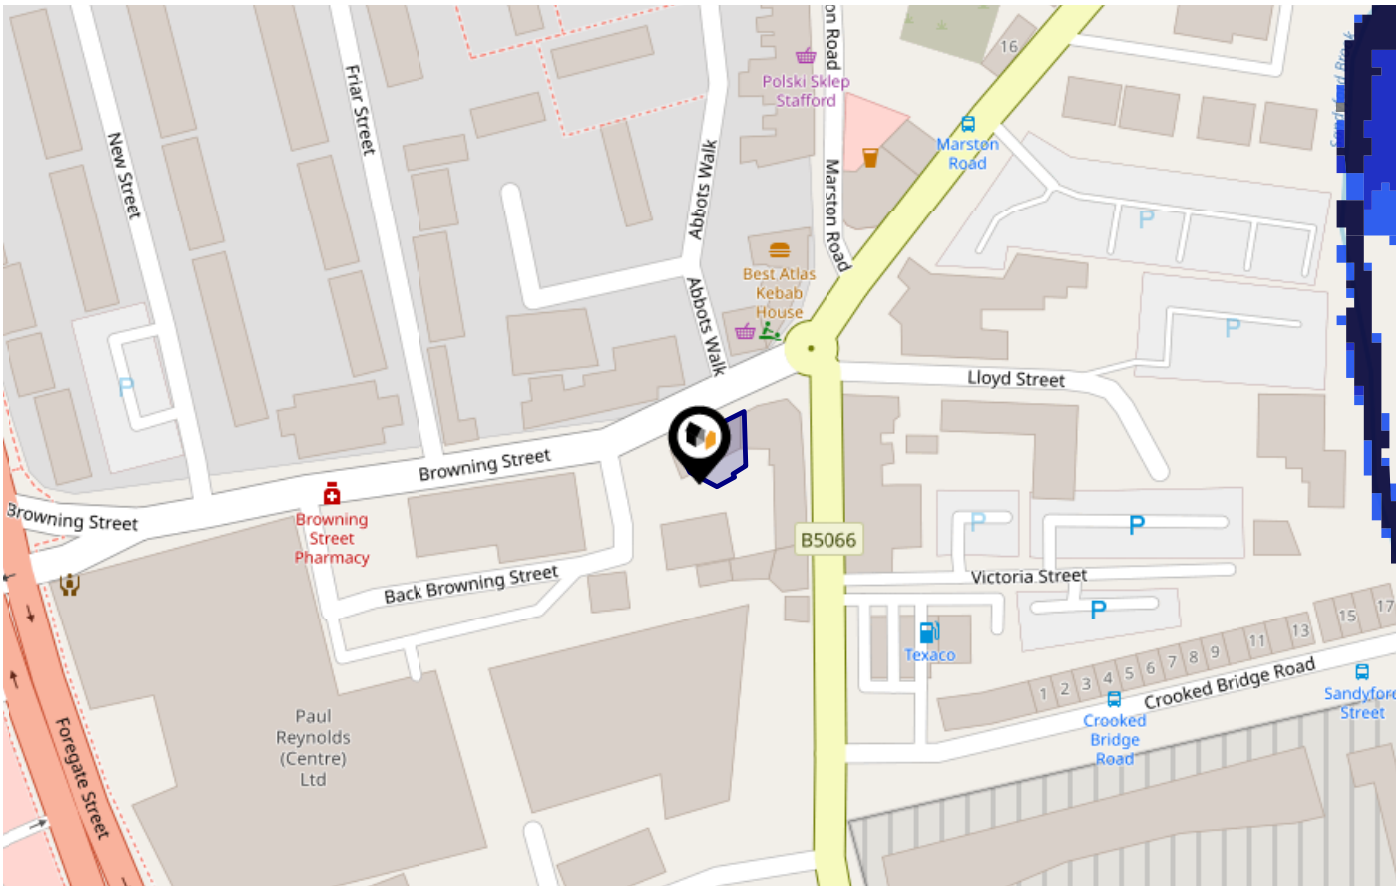 on Road
16
Polski Sklep
Stafford
Friar Street
New Street
Marston
Road
Sandyford Brook
Abbots Walk
Marston Road
P
Best Atlas
Kebab
House
Abbots Walk
P
Lloyd Street
P
Browning Street
Browning Street
Browning
Street
Pharmacy
P
P
B5066
Victoria Street
Back Browning Street
P
15
17
13
11
9
8
7
6
5
4
3
2
1
Texaco
Crooked Bridge Road
Sandyfor
Street
Crooked
Bridge
Road
Paul
Reynolds
(Centre)
Ltd
Foregate Street